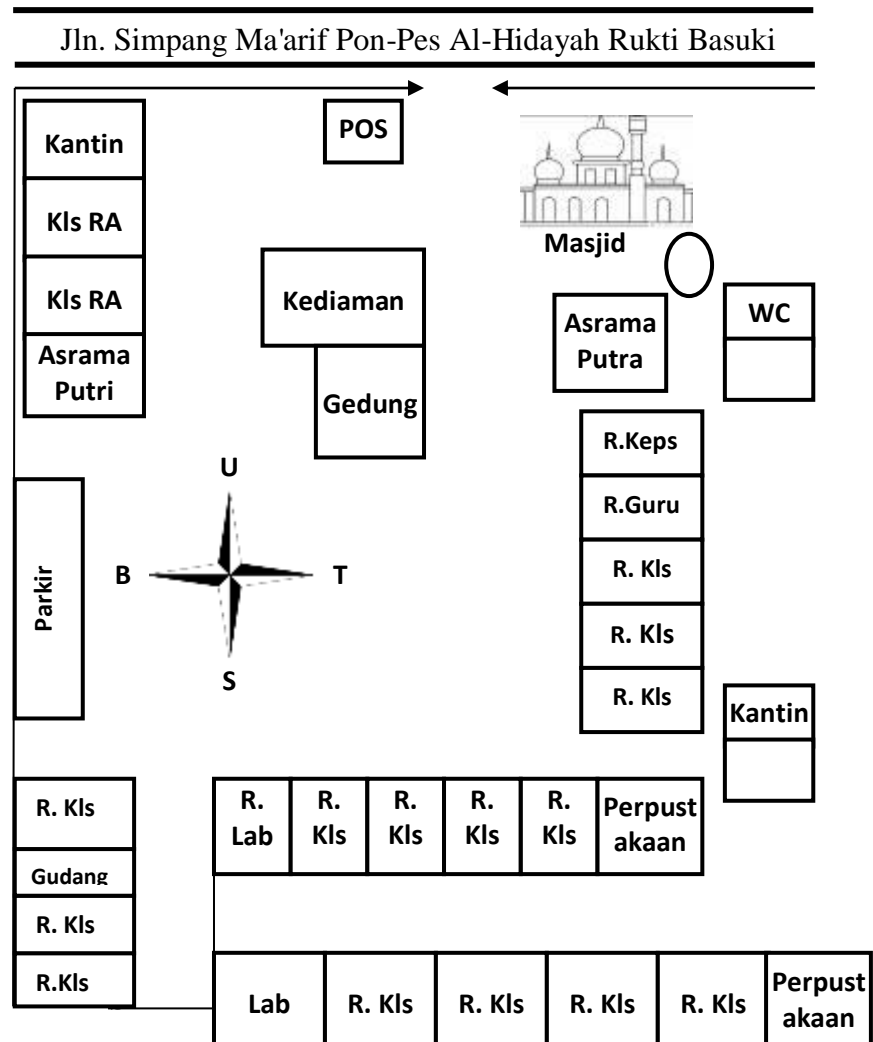 Jln. Simpang Ma'arif Pon-Pes Al-Hidayah Rukti Basuki
Kantin
Kls RA
Kls RA
Asrama
Putri
POS
Masjid
Kediaman
Gedung
Asrama
Putra
WC
R.Keps
R.Guru
R. Kls
R. Kls
R. Kls
Kantin
U
B
T
S
Parkir
R. Kls
Gudang
R. Kls
R.Kls
R.
Lab
R.
Kls
R.
Kls
R.
Kls
R.
Kls
Perpust
akaan
Lab
R. Kls
R. Kls
R. Kls
R. Kls
Perpust
akaan